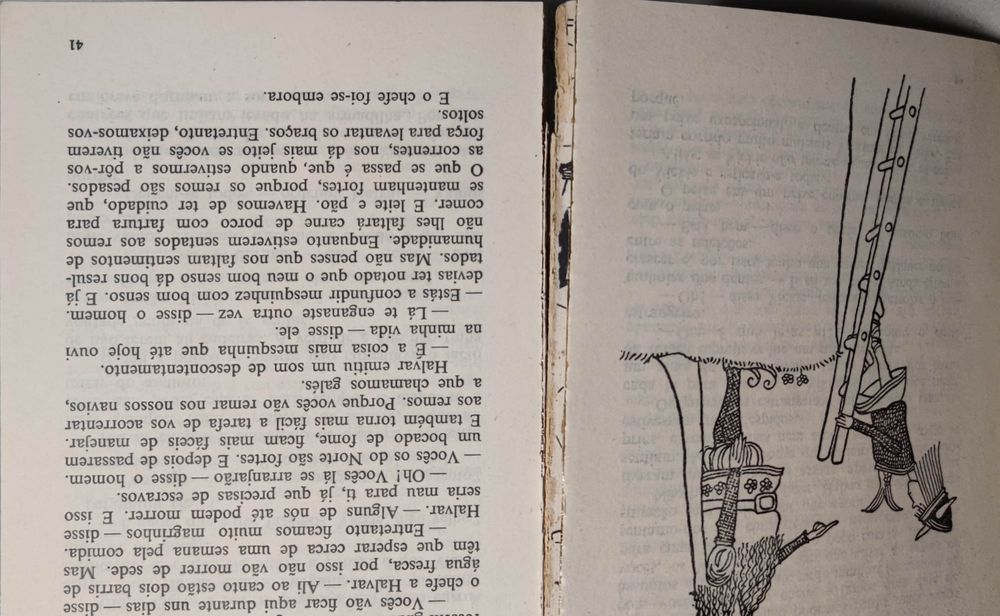 — Vocês vão ficar aqui durante uns dias — disse
o chefe a Halvar. — Ali ao canto estão dois barris de
água fresca, por isso não vão morrer de sede. Mas
têm que esperar cerca de uma semana pela comida.
— Entretanto ficamos muito magrinhos — disse
Halvar. — Alguns de nós até podem morrer. E isso
seria mau para ti, já que precisas de escravos.
— Oh! Vocês lá se arranjarão — disse o homem.
— Vocês os do Norte são fortes. E depois de passarem
um bocado de fome, ficam mais fáceis de manejar.
E também torna mais fácil a tarefa de vos acorrentar
aos remos. Porque vocês vão remar nos nossos navios,
a que chamamos galés.
Halvar emitiu um som de descontentamento.
— É a coisa mais mesquinha que até hoje ouvi
na minha vida — disse ele.
— Lá te enganaste outra vez — disse o homem.
— Estás a confundir mesquinhez com bom senso. E já
devias ter notado que o meu bom senso dá bons resul-
tados. Mas não penses que nos faltam sentimentos de
humanidade. Enquanto estiverem sentados aos remos
não lhes faltará carne de porco com fartura para
comer. E leite e pão. Havemos de ter cuidado, que
se mantenham fortes, porque os remos são pesados.
O que se passa é que, quando estivermos a pôr-vos
as correntes, nos dá mais jeito se vocês não tiverem
força para levantar os braços. Entretanto, deixamos-vos
soltos.
E o chefe foi-se embora.
41